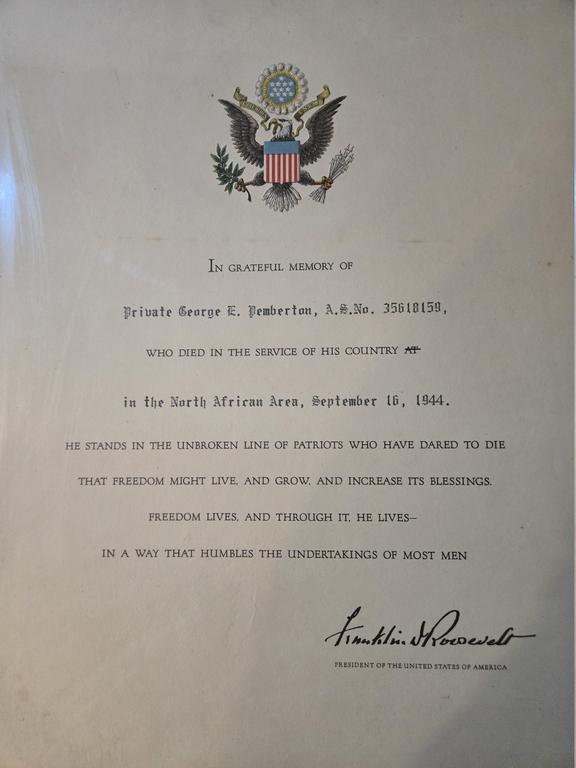 IN GRATEFUL MEMORY OF
Private George E. Pemberton, A.S.No. 35618159,
WHO DIED IN THE SERVICE OF HIS COUNTRY AT
in the North African Area, September 16, 1944.
HE STANDS IN THE UNBROKEN LINE OF PATRIOTS WHO HAVE DARED TO DIE
THAT FREEDOM MIGHT LIVE, AND GROW, AND INCREASE ITS BLESSINGS.
FREEDOM LIVES, AND THROUGH IT, HE LIVES—
IN A WAY THAT HUMBLES THE UNDERTAKINGS OF MOST MEN
Franklin D Roosevelt
PRESIDENT OF THE UNITED STATES OF AMERICA